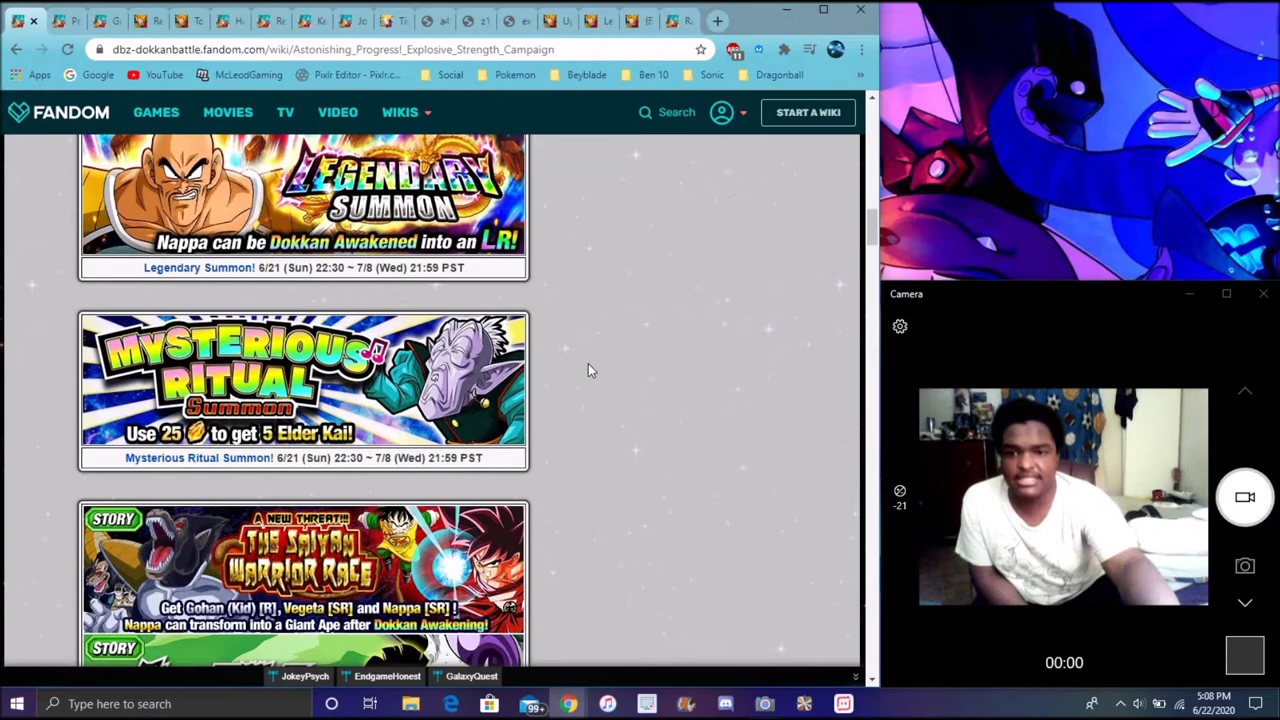 dbz-dokkanbattle.fandom.com/wiki/Astonishing_Progress!_Explosive_Strength_Campaign
11
Apps Google YouTube McLeodGaming Pixlr Editor - Pixlr.c... Social Pokemon Beyblade Ben 10 Sonic Dragonball »
FANDOM GAMES MOVIES TV VIDEO WIKIS Search START A WIKI
LEGENDARY
SUMMON
Nappa can be Dokkan Awakened into an LR!
Legendary Summon! 6/21 (Sun) 22:30 ~ 7/8 (Wed) 21:59 PST
MYSTERIOUS
RITUAL
Summon
Use 25 to get 5 Elder Kai!
Mysterious Ritual Summon! 6/21 (Sun) 22:30 ~ 7/8 (Wed) 21:59 PST
STORY
A NEW THREAT!!!
THE SAIYAN
WARRIOR RACE
Get Gohan (Kid) [R], Vegeta [SR] and Nappa [SR] !
Nappa can transform into a Giant Ape after Dokkan Awakening!
STORY
JokeyPsych EndgameHonest GalaxyQuest
Camera
-21
00:00
Type here to search
99+
5:08 PM
6/22/2020